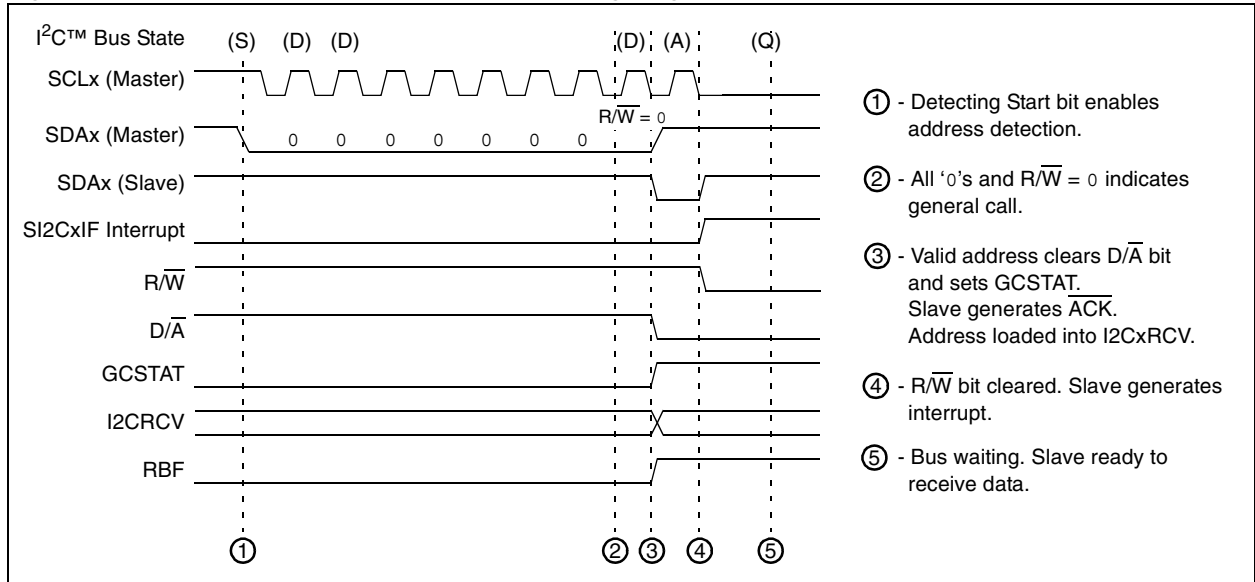 I²C™ Bus State (S) (D) (D) (D) (A) (Q)
SCLx (Master)
R/W̅ = 0
SDAx (Master) 0 0 0 0 0 0 0
SDAx (Slave)
SI2CxIF Interrupt
R/W̅
D/A̅
GCSTAT
I2CRCV
RBF
① ② ③ ④ ⑤
① - Detecting Start bit enables
address detection.
② - All ‘0’s and R/W̅ = 0 indicates
general call.
③ - Valid address clears D/A̅ bit
and sets GCSTAT.
Slave generates A̅C̅K̅.
Address loaded into I2CxRCV.
④ - R/W̅ bit cleared. Slave generates
interrupt.
⑤ - Bus waiting. Slave ready to
receive data.